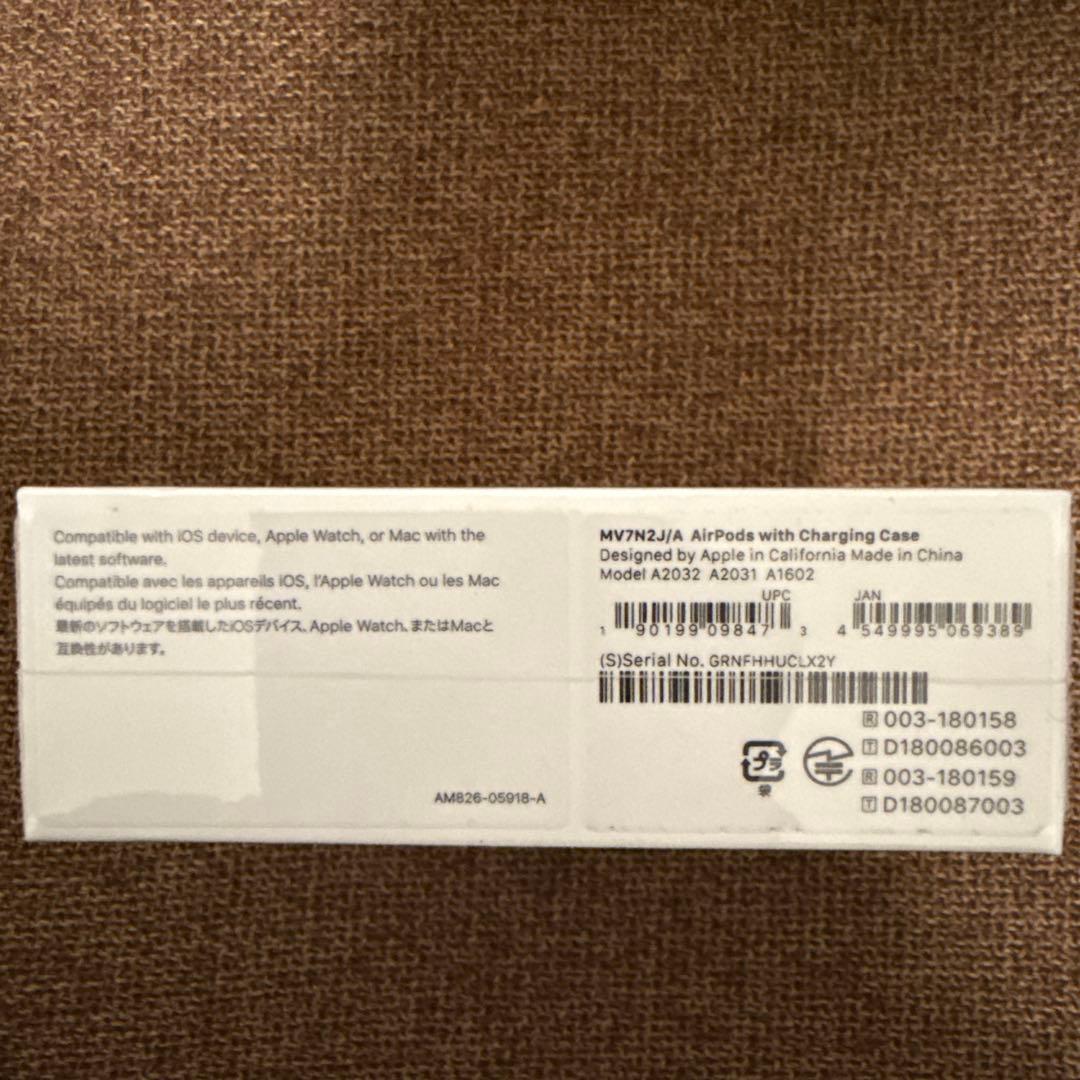 Compatible with iOS device, Apple Watch, or Mac with the
latest software.
Compatible avec les appareils iOS, l'Apple Watch ou les Mac
équipés du logiciel le plus récent.
最新のソフトウェアを搭載したiOSデバイス、Apple Watch、またはMacと
互換性があります。
AM826-05918-A
MV7N2J/A AirPods with Charging Case
Designed by Apple in California Made in China
Model A2032 A2031 A1602
UPC JAN
1 90199 09847 3 4 549995 069389
(S)Serial No. GRNFHHUCLX2Y
R 003-180158
T D180086003
R 003-180159
T D180087003
プラ
袋